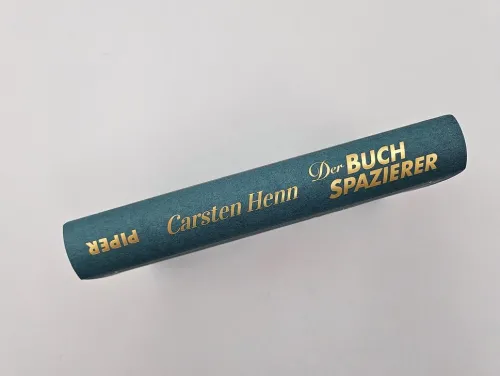 Der BUCH
SPAZIERER
Carsten Henn
PIPER